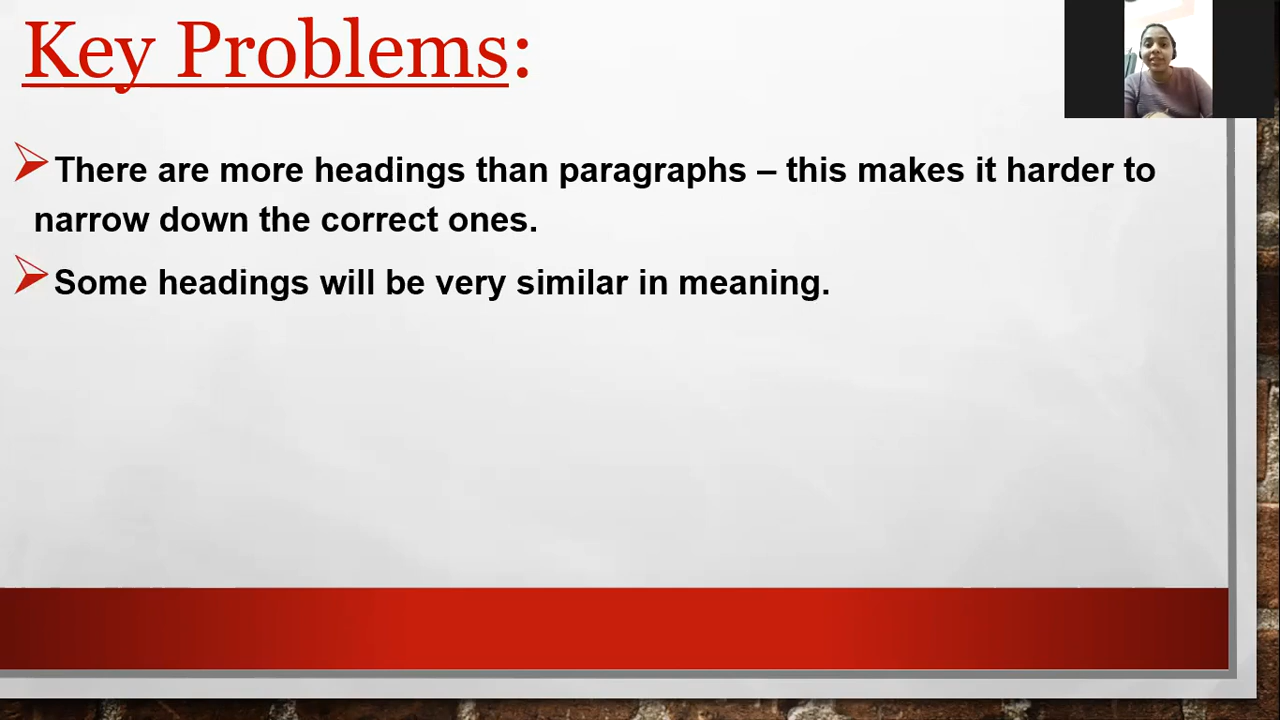 Key Problems:
There are more headings than paragraphs – this makes it harder to
narrow down the correct ones.
Some headings will be very similar in meaning.